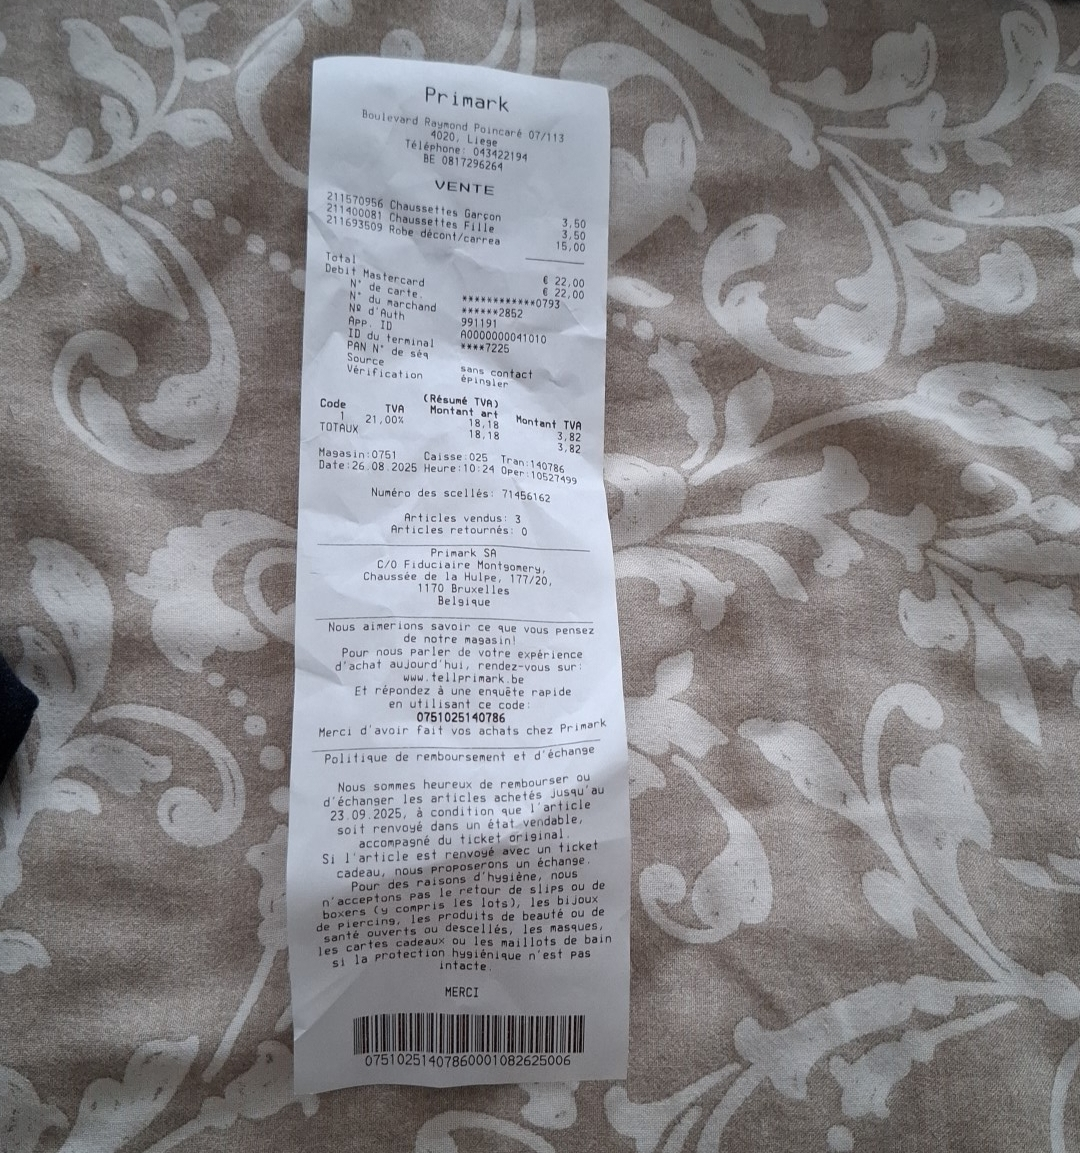 Primark
Boulevard Raymond Poincaré 07/113
4020, Liege
Téléphone: 043422194
BE 0817296264
VENTE
211570956 Chaussettes Garçon 3,50
211400081 Chaussettes Fille 3,50
211693509 Robe décont/carrea 15,00
Total € 22,00
Debit Mastercard € 22,00
N° de carte. ************0793
N° du marchand ******2852
Nº d'Auth 991191
App. ID A0000000041010
ID du terminal ****7225
PAN N° de séq
Source sans contact
Vérification épingler
(Résumé TVA)
Code TVA Montant art Montant TVA
1 21,00% 18,18 3,82
TOTAUX 18,18 3,82
Magasin:0751 Caisse:025 Tran:140786
Date:26.08.2025 Heure:10:24 Oper:10527499
Numéro des scellés: 71456162
Articles vendus: 3
Articles retournés: 0
Primark SA
C/O Fiduciaire Montgomery,
Chaussée de la Hulpe, 177/20,
1170 Bruxelles
Belgique
Nous aimerions savoir ce que vous pensez
de notre magasin!
Pour nous parler de votre expérience
d'achat aujourd'hui, rendez-vous sur:
www.tellprimark.be
Et répondez à une enquête rapide
en utilisant ce code:
0751025140786
Merci d'avoir fait vos achats chez Primark
Politique de remboursement et d'échange
Nous sommes heureux de rembourser ou
d'échanger les articles achetés jusqu'au
23.09.2025, à condition que l'article
soit renvoyé dans un état vendable,
accompagné du ticket original.
Si l'article est renvoyé avec un ticket
cadeau, nous proposerons un échange.
Pour des raisons d'hygiène, nous
n'acceptons pas le retour de slips ou de
boxers (y compris les lots), les bijoux
de piercing, les produits de beauté ou de
santé ouverts ou descellés, les masques,
les cartes cadeaux ou les maillots de bain
si la protection hygiénique n'est pas
intacte.
MERCI
07510251407860001082625006